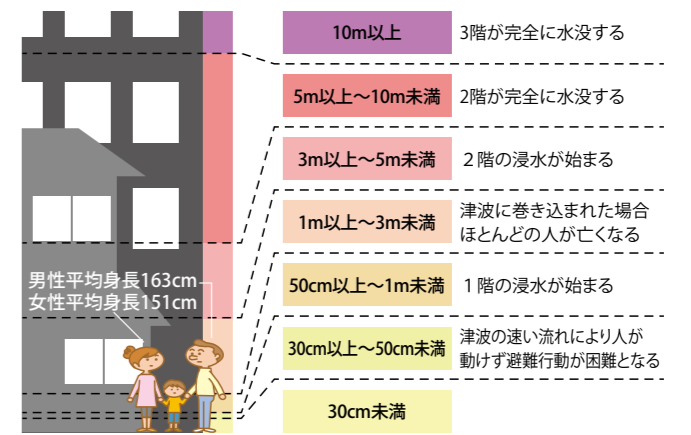 10m以上 3階が完全に水没する
5m以上～10m未満 2階が完全に水没する
3m以上～5m未満 ２階の浸水が始まる
1m以上～3m未満 津波に巻き込まれた場合
ほとんどの人が亡くなる
男性平均身長163cm
女性平均身長151cm
50cm以上～1m未満 １階の浸水が始まる
30cm以上～50cm未満 津波の速い流れにより人が
動けず避難行動が困難となる
30cm未満